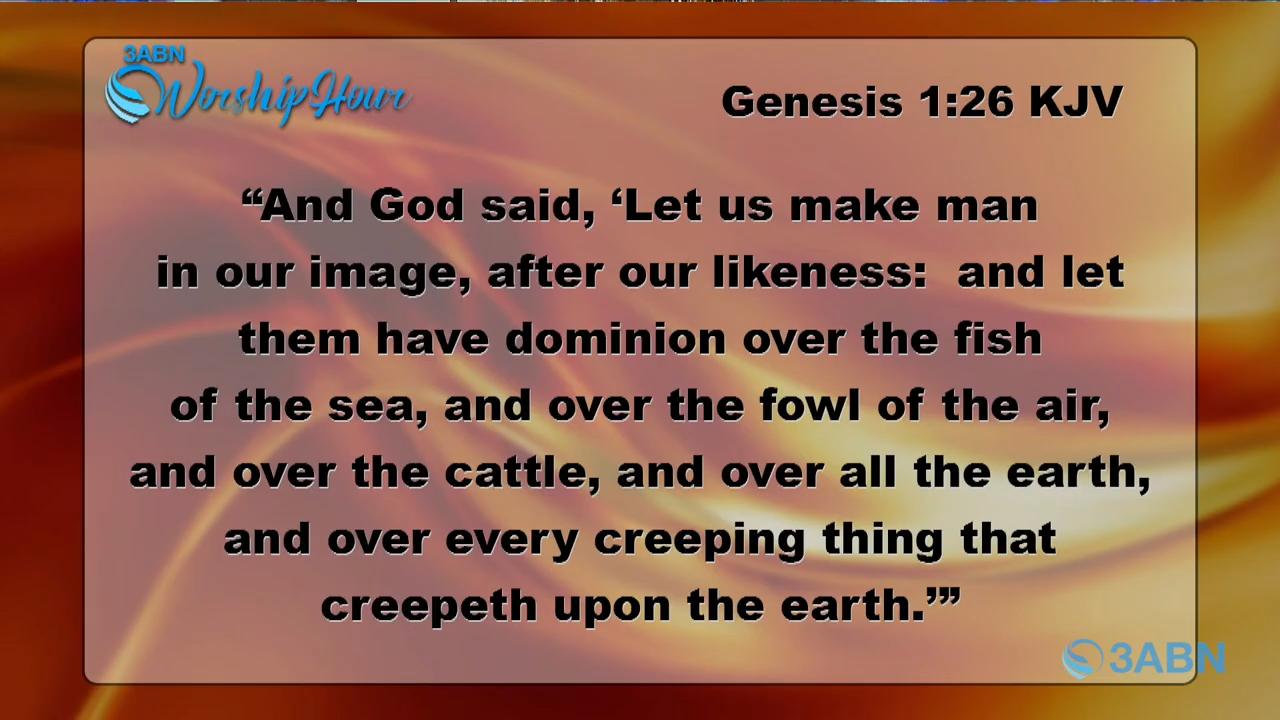 3ABN
Worship Hour
Genesis 1:26 KJV
“And God said, ‘Let us make man
in our image, after our likeness:  and let
them have dominion over the fish
of the sea, and over the fowl of the air,
and over the cattle, and over all the earth,
and over every creeping thing that
creepeth upon the earth.’”
3ABN